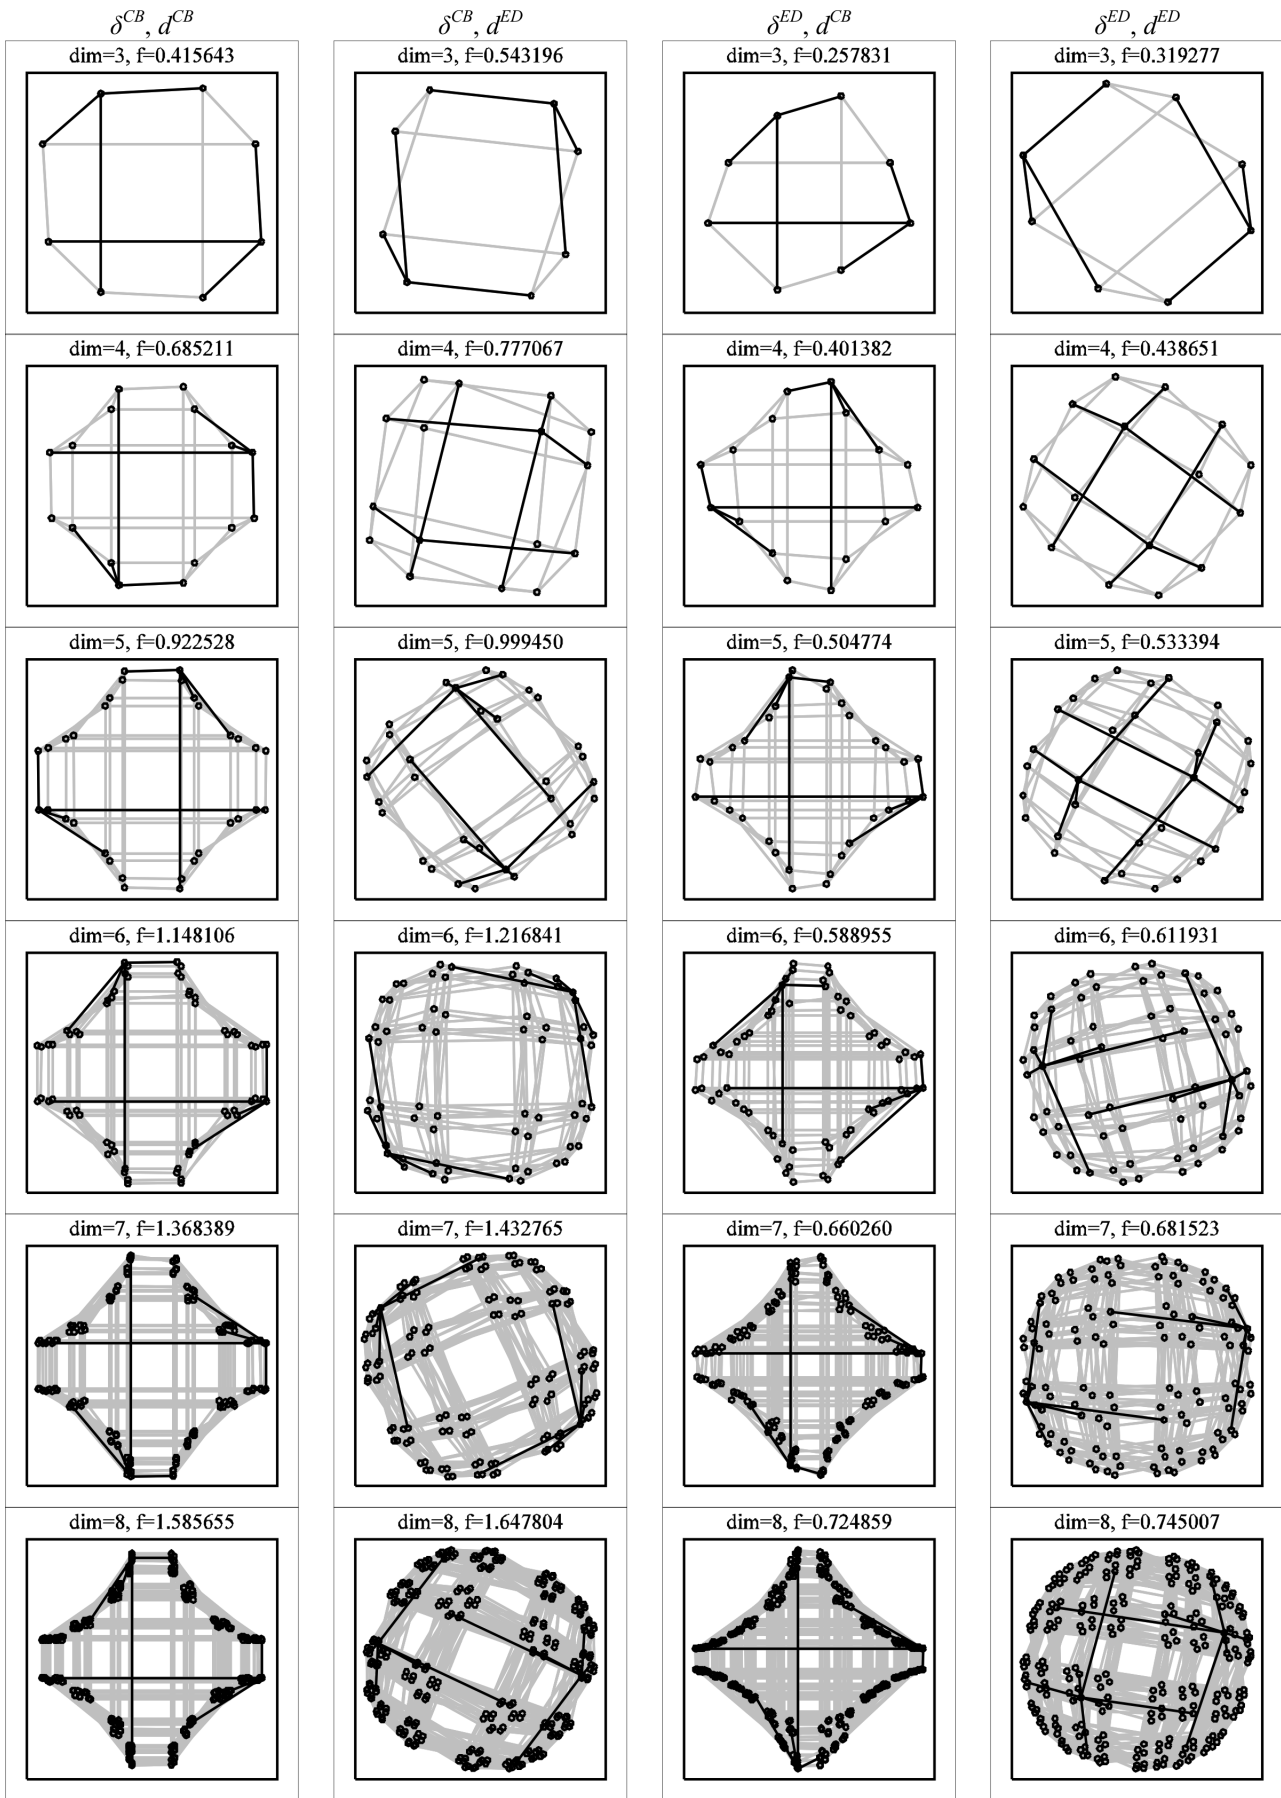 δ^CB, d^CB δ^CB, d^ED δ^ED, d^CB δ^ED, d^ED
dim=3, f=0.415643 dim=3, f=0.543196 dim=3, f=0.257831 dim=3, f=0.319277
dim=4, f=0.685211 dim=4, f=0.777067 dim=4, f=0.401382 dim=4, f=0.438651
dim=5, f=0.922528 dim=5, f=0.999450 dim=5, f=0.504774 dim=5, f=0.533394
dim=6, f=1.148106 dim=6, f=1.216841 dim=6, f=0.588955 dim=6, f=0.611931
dim=7, f=1.368389 dim=7, f=1.432765 dim=7, f=0.660260 dim=7, f=0.681523
dim=8, f=1.585655 dim=8, f=1.647804 dim=8, f=0.724859 dim=8, f=0.745007